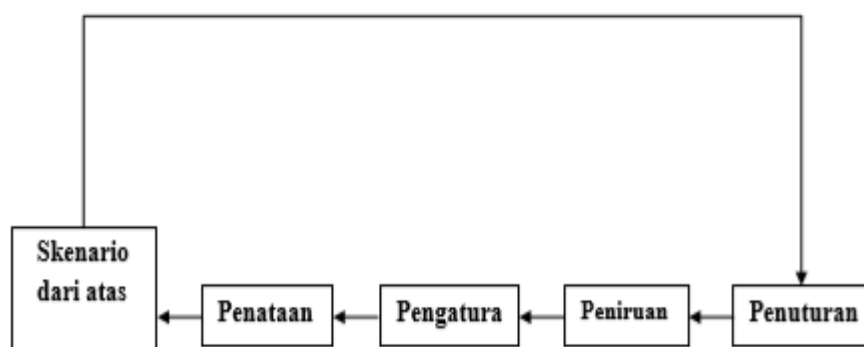 Skenario
dari atas
Penataan
Pengatura
Peniruan
Penuturan